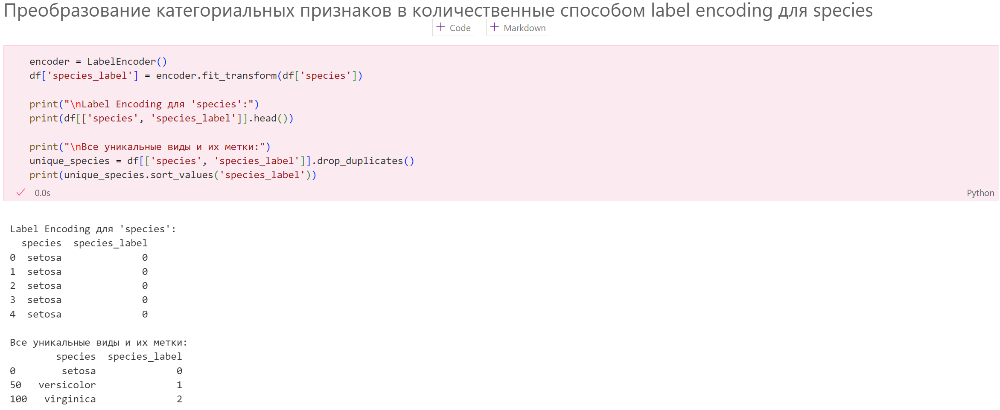 Преобразование категориальных признаков в количественные способом label encoding для species
+ Code + Markdown
encoder = LabelEncoder()
df['species_label'] = encoder.fit_transform(df['species'])
print("\nLabel Encoding для 'species':")
print(df[['species', 'species_label']].head())
print("\nВсе уникальные виды и их метки:")
unique_species = df[['species', 'species_label']].drop_duplicates()
print(unique_species.sort_values('species_label'))
0.0s Python
Label Encoding для 'species':
species species_label
0 setosa 0
1 setosa 0
2 setosa 0
3 setosa 0
4 setosa 0
Все уникальные виды и их метки:
species species_label
0 setosa 0
50 versicolor 1
100 virginica 2